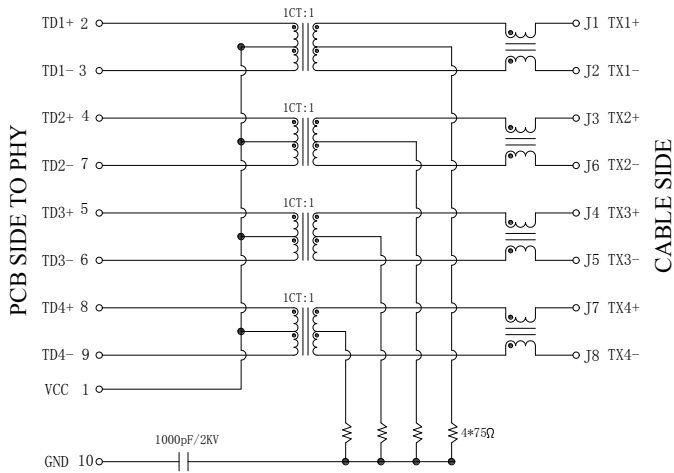 TD1+ 2
1CT:1
J1 TX1+
TD1- 3
J2 TX1-
TD2+ 4
1CT:1
J3 TX2+
TD2- 7
J6 TX2-
TD3+ 5
1CT:1
J4 TX3+
TD3- 6
J5 TX3-
TD4+ 8
1CT:1
J7 TX4+
TD4- 9
J8 TX4-
VCC 1
1000pF/2KV
4*75Ω
GND 10
PCB SIDE TO PHY
CABLE SIDE